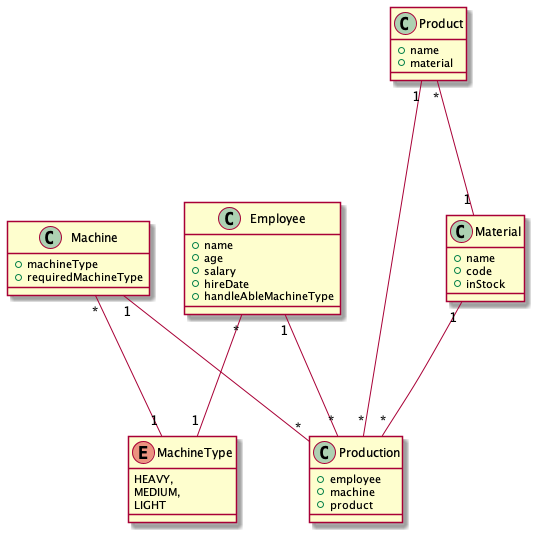 C Product
name
material
1
*
1
C Machine
machineType
requiredMachineType
C Employee
name
age
salary
hireDate
handleAbleMachineType
C Material
name
code
inStock
*
1
*
1
1
1
1
*
*
*
*
E MachineType
HEAVY,
MEDIUM,
LIGHT
C Production
employee
machine
product